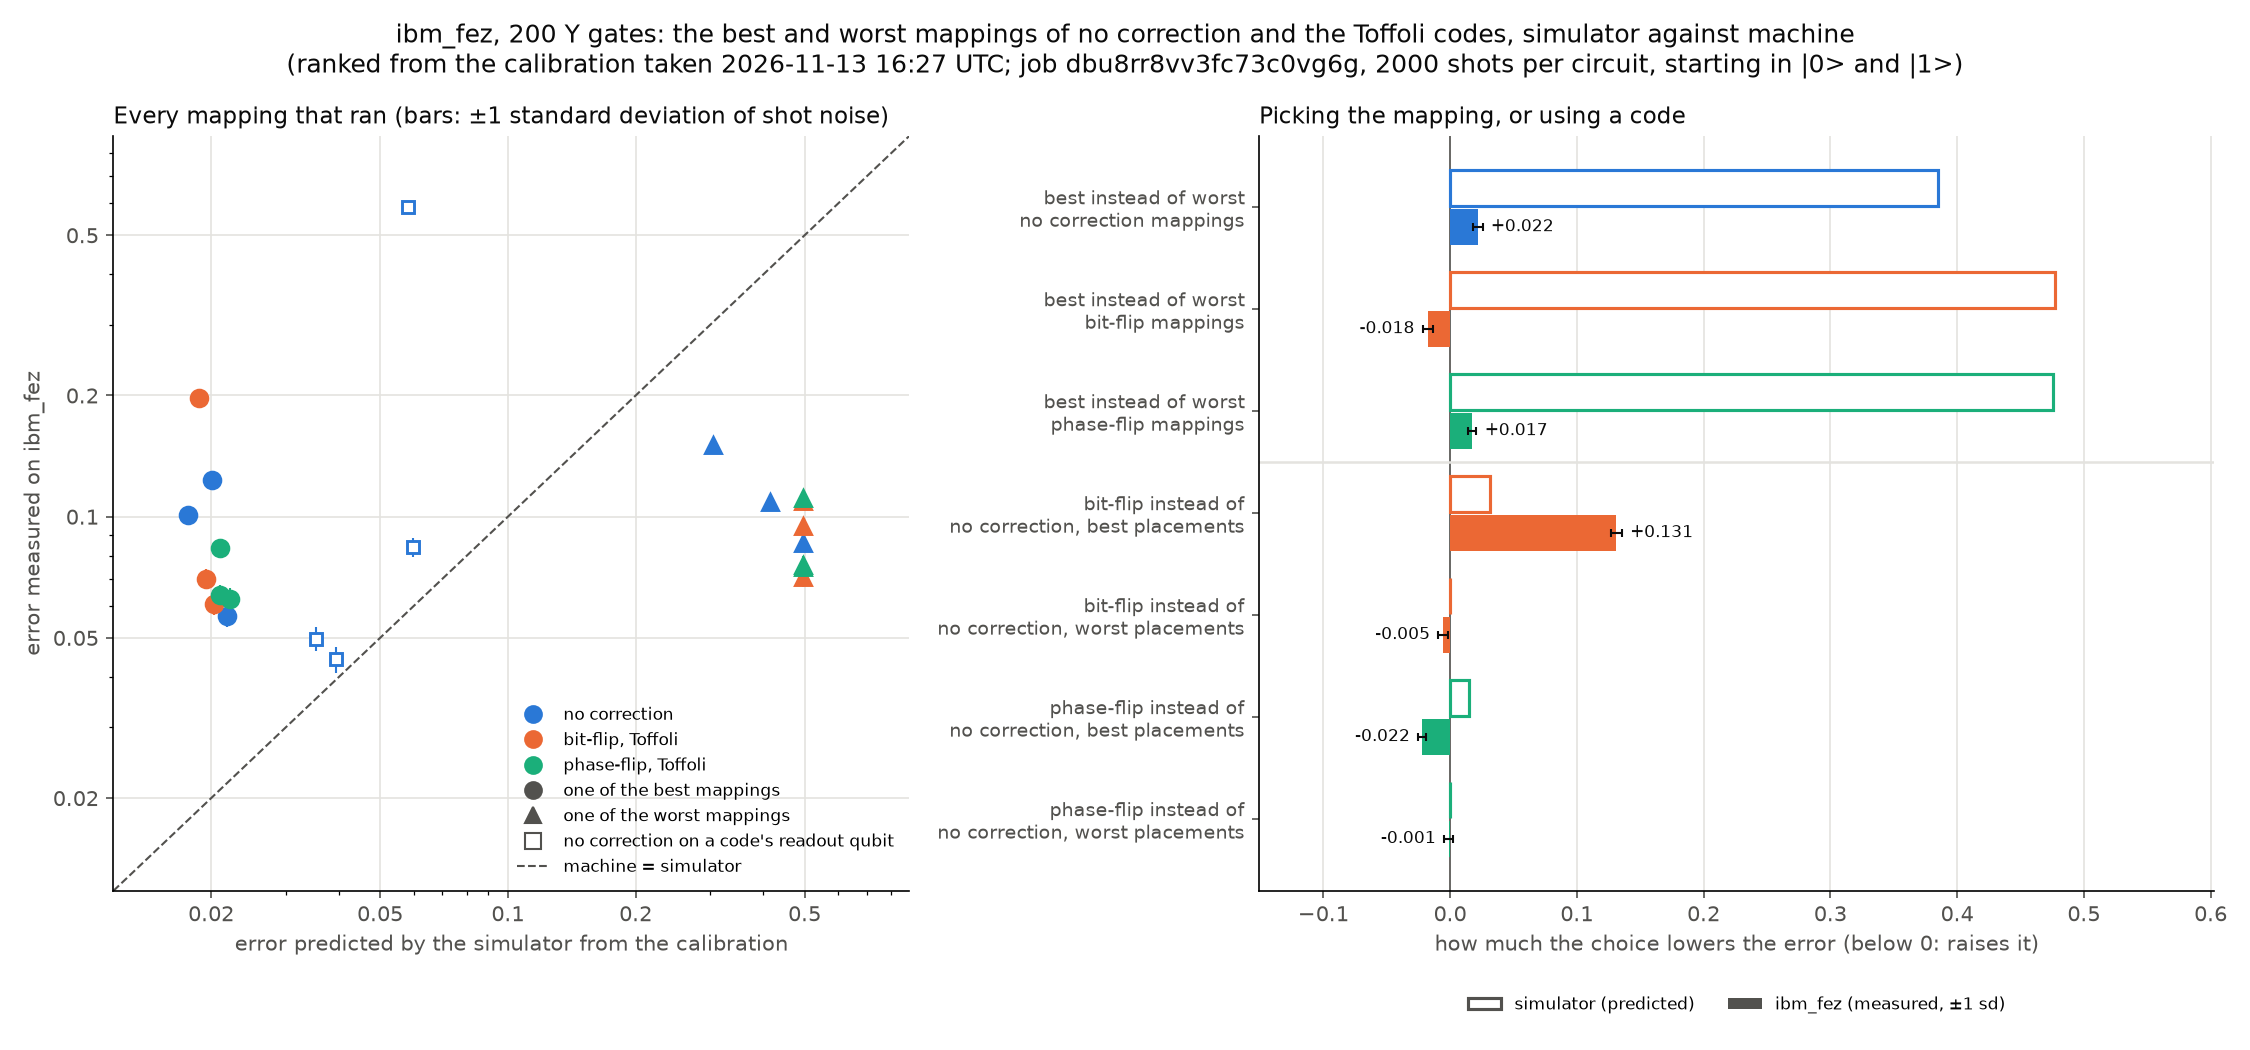 ibm_fez, 200 Y gates: the best and worst mappings of no correction and the Toffoli codes, simulator against machine
(ranked from the calibration taken 2026-11-13 16:27 UTC; job dbu8rr8vv3fc73c0vg6g, 2000 shots per circuit, starting in |0> and |1>)
Every mapping that ran (bars: ±1 standard deviation of shot noise)
error measured on ibm_fez
0.5
0.2
0.1
0.05
0.02
no correction
bit-flip, Toffoli
phase-flip, Toffoli
one of the best mappings
one of the worst mappings
no correction on a code's readout qubit
machine = simulator
0.02
0.05
0.1
0.2
0.5
error predicted by the simulator from the calibration
Picking the mapping, or using a code
best instead of worst
no correction mappings
+0.022
best instead of worst
bit-flip mappings
-0.018
best instead of worst
phase-flip mappings
+0.017
bit-flip instead of
no correction, best placements
+0.131
bit-flip instead of
no correction, worst placements
-0.005
phase-flip instead of
no correction, best placements
-0.022
phase-flip instead of
no correction, worst placements
-0.001
−0.1
0.0
0.1
0.2
0.3
0.4
0.5
0.6
how much the choice lowers the error (below 0: raises it)
simulator (predicted)
ibm_fez (measured, ±1 sd)